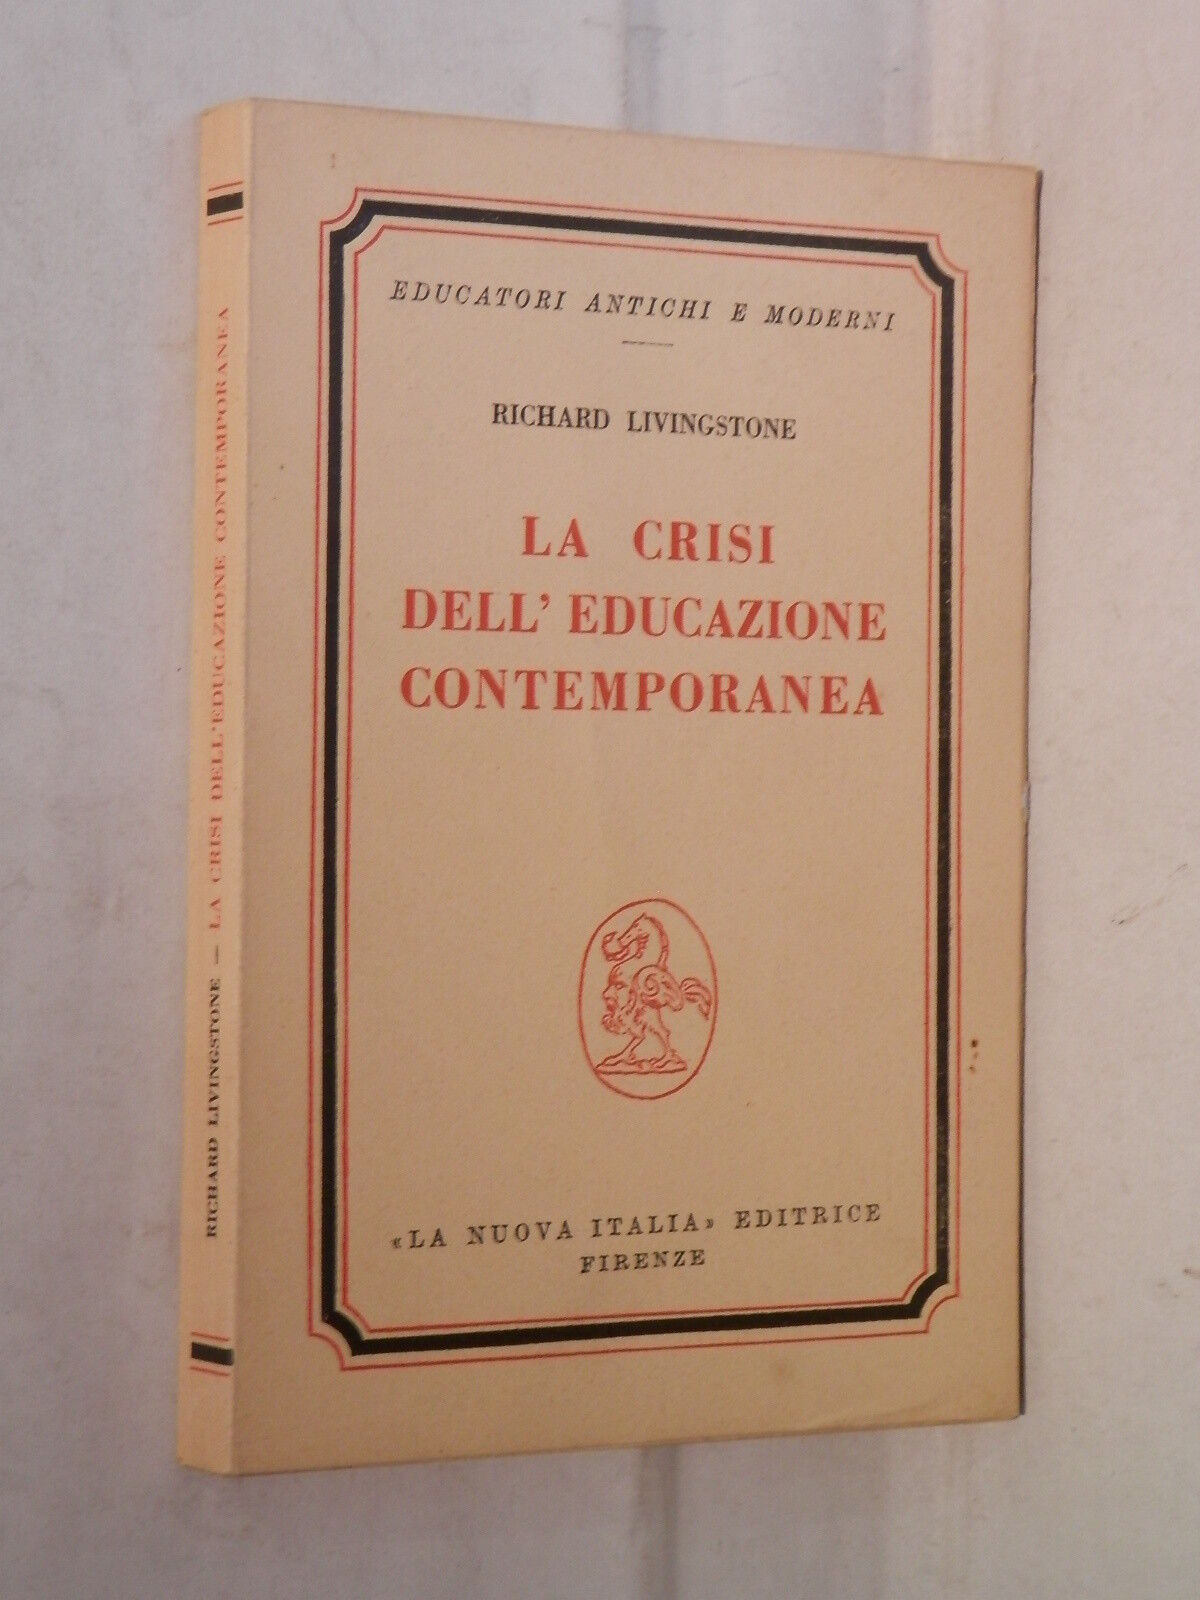 EDUCATORI ANTICHI E MODERNI
RICHARD LIVINGSTONE
LA CRISI
DELL'EDUCAZIONE
CONTEMPORANEA
«LA NUOVA ITALIA» EDITRICE
FIRENZE
RICHARD LIVINGSTONE — LA CRISI DELL'EDUCAZIONE CONTEMPORANEA